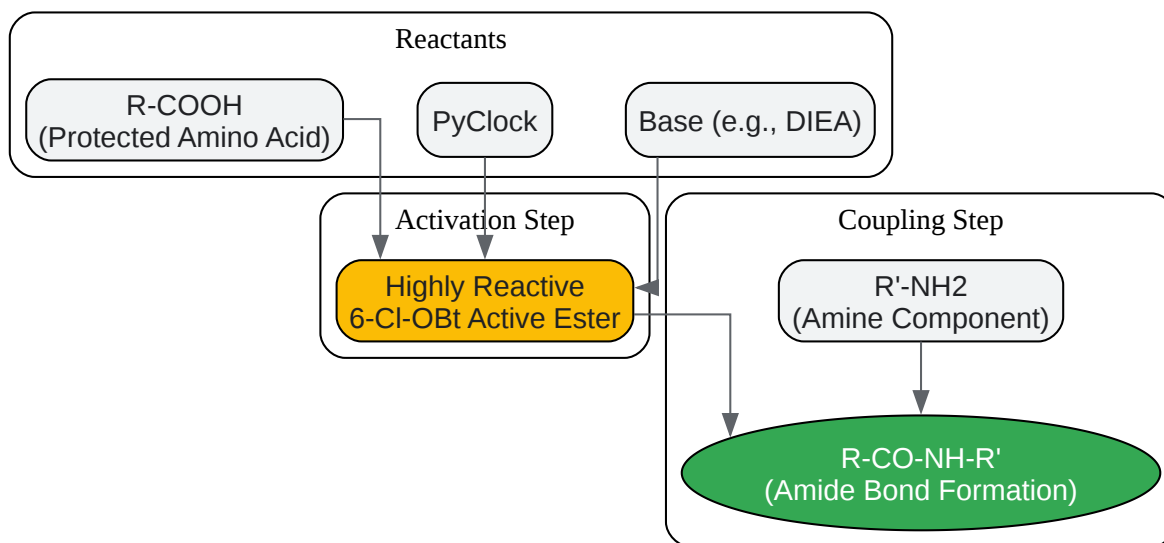 Reactants
R-COOH
(Protected Amino Acid)
PyClock
Base (e.g., DIEA)
Activation Step
Highly Reactive
6-Cl-OBt Active Ester
Coupling Step
R'-NH2
(Amine Component)
R-CO-NH-R'
(Amide Bond Formation)